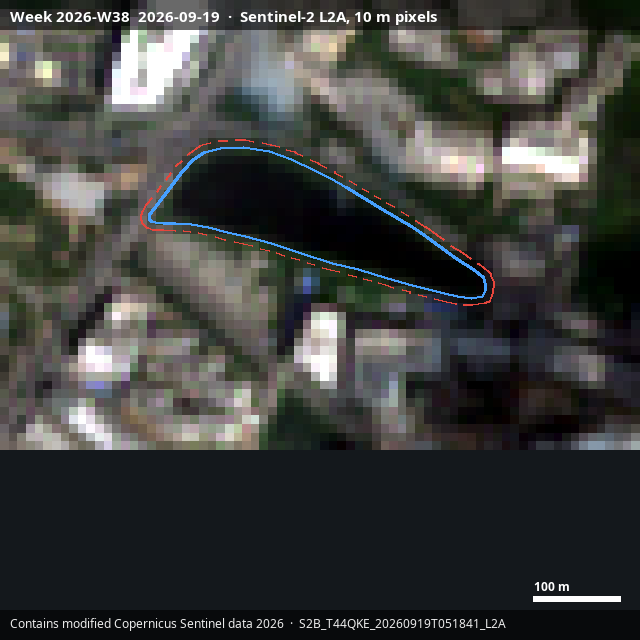 Week 2026-W38  2026-09-19  ·  Sentinel-2 L2A, 10 m pixels
100 m
Contains modified Copernicus Sentinel data 2026  ·  S2B_T44QKE_20260919T051841_L2A